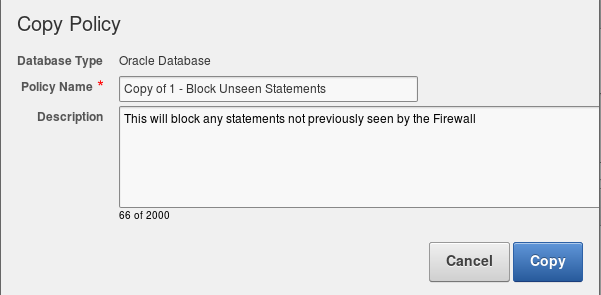 Copy Policy
Database Type Oracle Database
Policy Name * Copy of 1 - Block Unseen Statements
Description This will block any statements not previously seen by the Firewall
66 of 2000
Cancel Copy